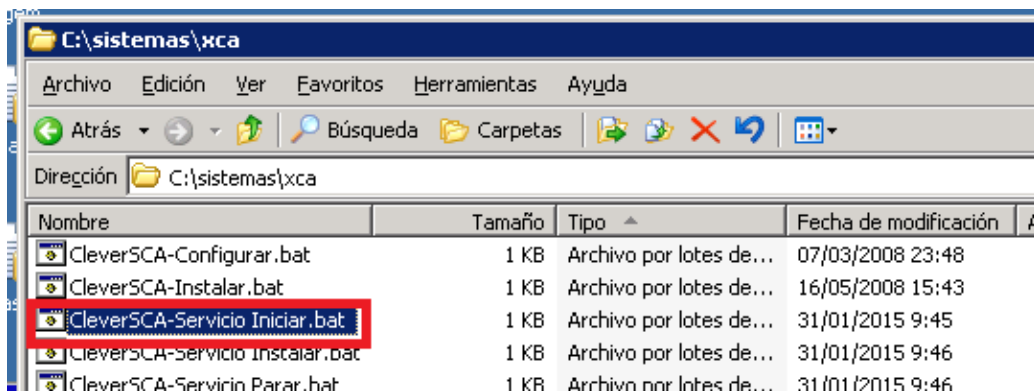 C:\sistemas\xca
Archivo Edición Ver Favoritos Herramientas Ayuda
Atrás Búsqueda Carpetas
Dirección C:\sistemas\xca
Nombre Tamaño Tipo Fecha de modificación
CleverSCA-Configurar.bat 1 KB Archivo por lotes de... 07/03/2008 23:48
CleverSCA-Instalar.bat 1 KB Archivo por lotes de... 16/05/2008 15:43
CleverSCA-Servicio Iniciar.bat 1 KB Archivo por lotes de... 31/01/2015 9:45
CleverSCA-Servicio Instalar.bat 1 KB Archivo por lotes de... 31/01/2015 9:46
CleverSCA-Servicio Parar.bat 1 KB Archivo por lotes de... 31/01/2015 9:46